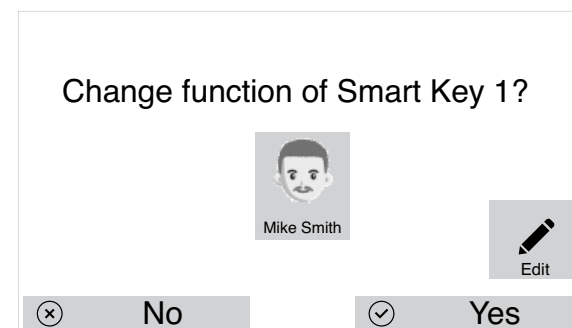 Change function of Smart Key 1?
Mike Smith
Edit
No
Yes